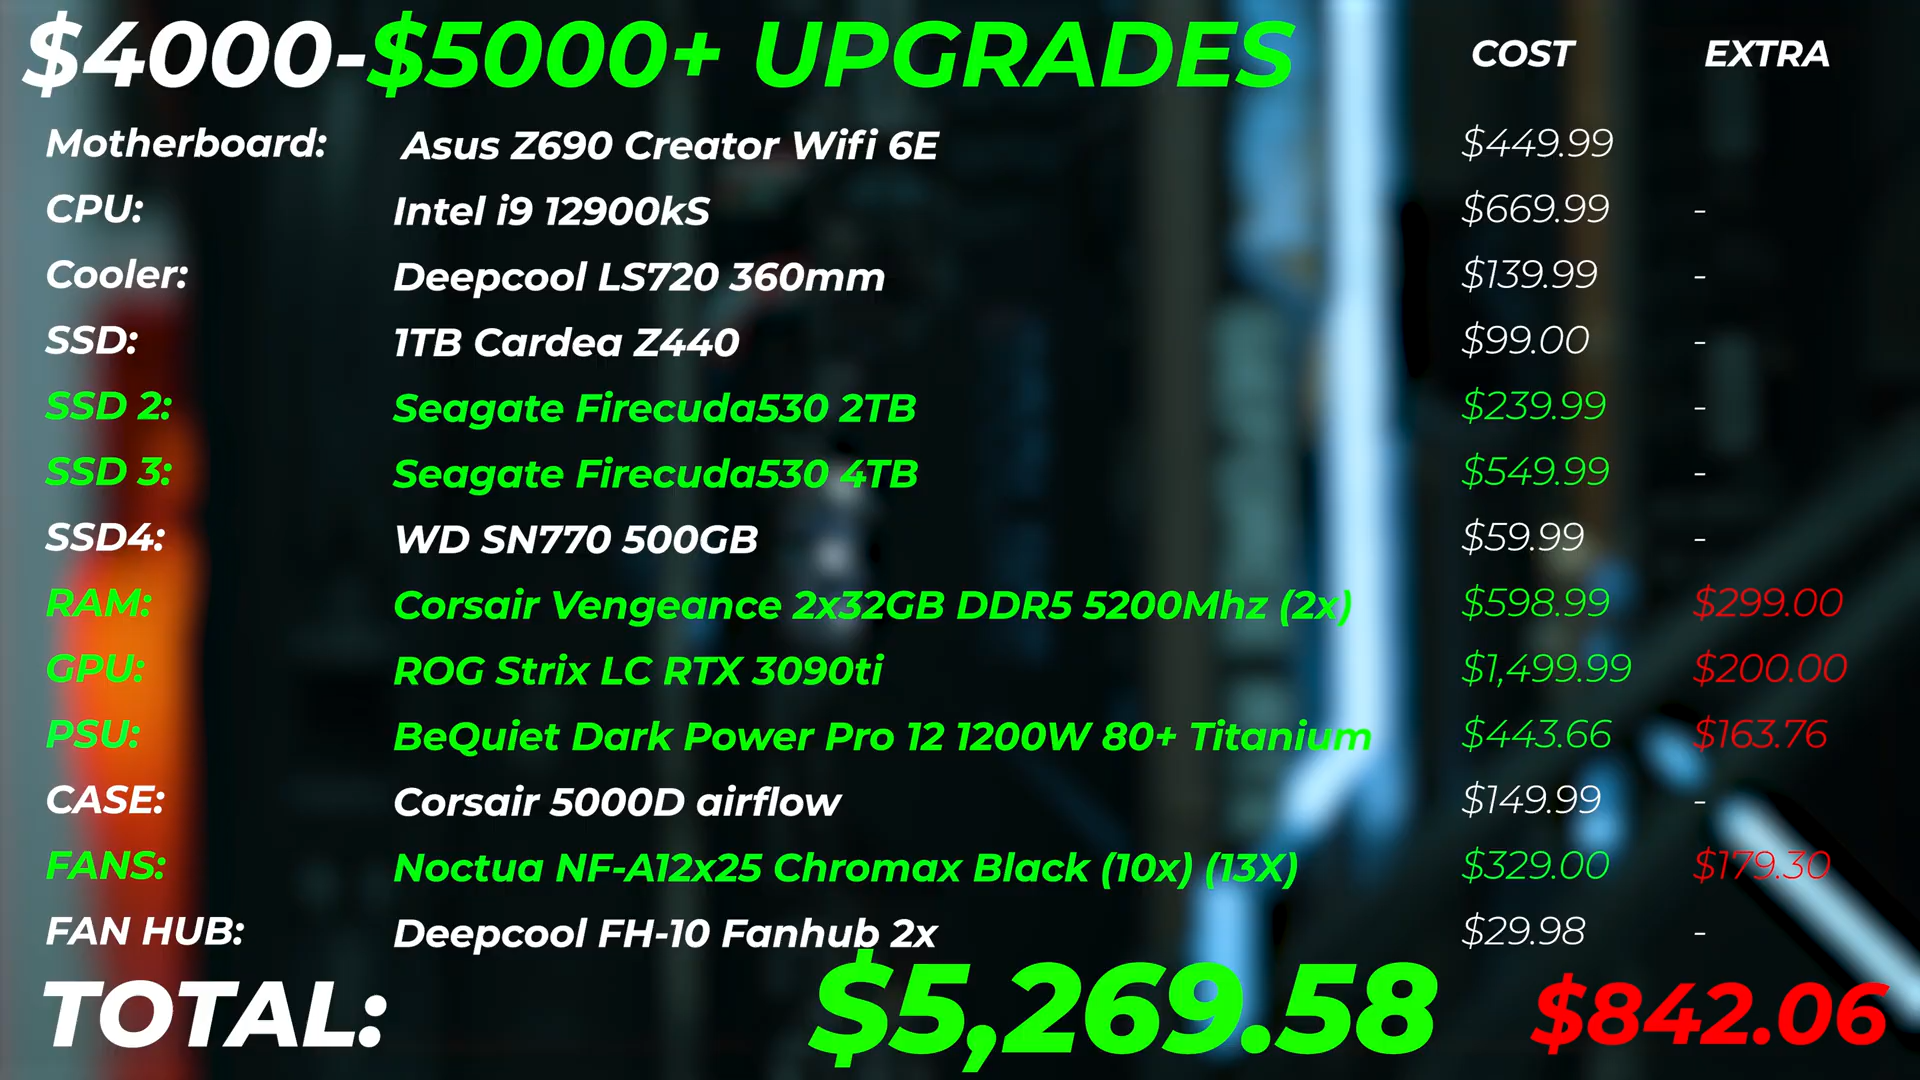 $4000-$5000+ UPGRADES COST EXTRA
Motherboard: Asus Z690 Creator Wifi 6E $449.99
CPU: Intel i9 12900kS $669.99 -
Cooler: Deepcool LS720 360mm $139.99 -
SSD: 1TB Cardea Z440 $99.00 -
SSD 2: Seagate Firecuda530 2TB $239.99 -
SSD 3: Seagate Firecuda530 4TB $549.99 -
SSD4: WD SN770 500GB $59.99 -
RAM: Corsair Vengeance 2x32GB DDR5 5200Mhz (2x) $598.99 $299.00
GPU: ROG Strix LC RTX 3090ti $1,499.99 $200.00
PSU: BeQuiet Dark Power Pro 12 1200W 80+ Titanium $443.66 $163.76
CASE: Corsair 5000D airflow $149.99 -
FANS: Noctua NF-A12x25 Chromax Black (10x) (13X) $329.00 $179.30
FAN HUB: Deepcool FH-10 Fanhub 2x $29.98 -
TOTAL: $5,269.58 $842.06